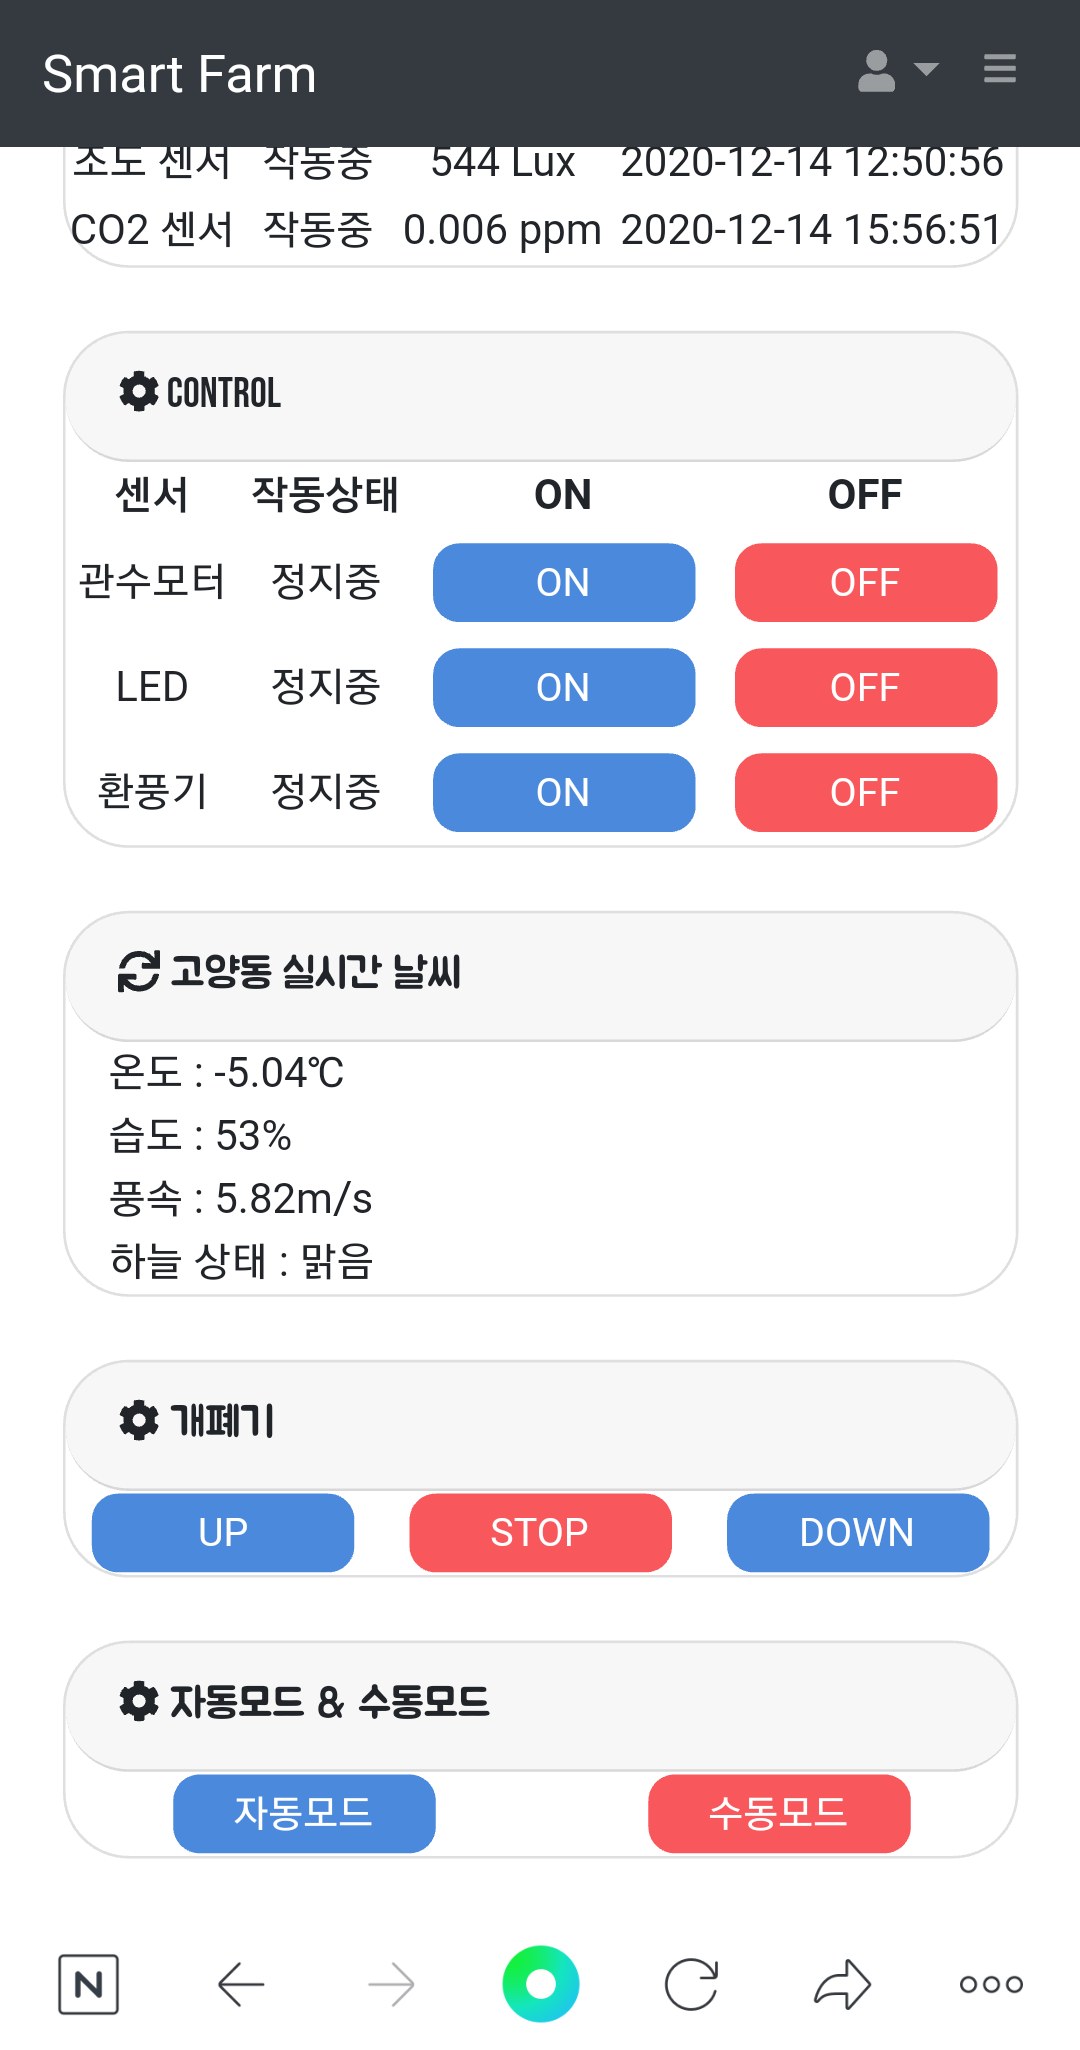 Smart Farm
조도 센서 작동중 544 Lux 2020-12-14 12:50:56
CO2 센서 작동중 0.006 ppm 2020-12-14 15:56:51
CONTROL
센서 작동상태 ON OFF
관수모터 정지중 ON OFF
LED 정지중 ON OFF
환풍기 정지중 ON OFF
고양동 실시간 날씨
온도 : -5.04℃
습도 : 53%
풍속 : 5.82m/s
하늘 상태 : 맑음
개폐기
UP STOP DOWN
자동모드 & 수동모드
자동모드 수동모드
N